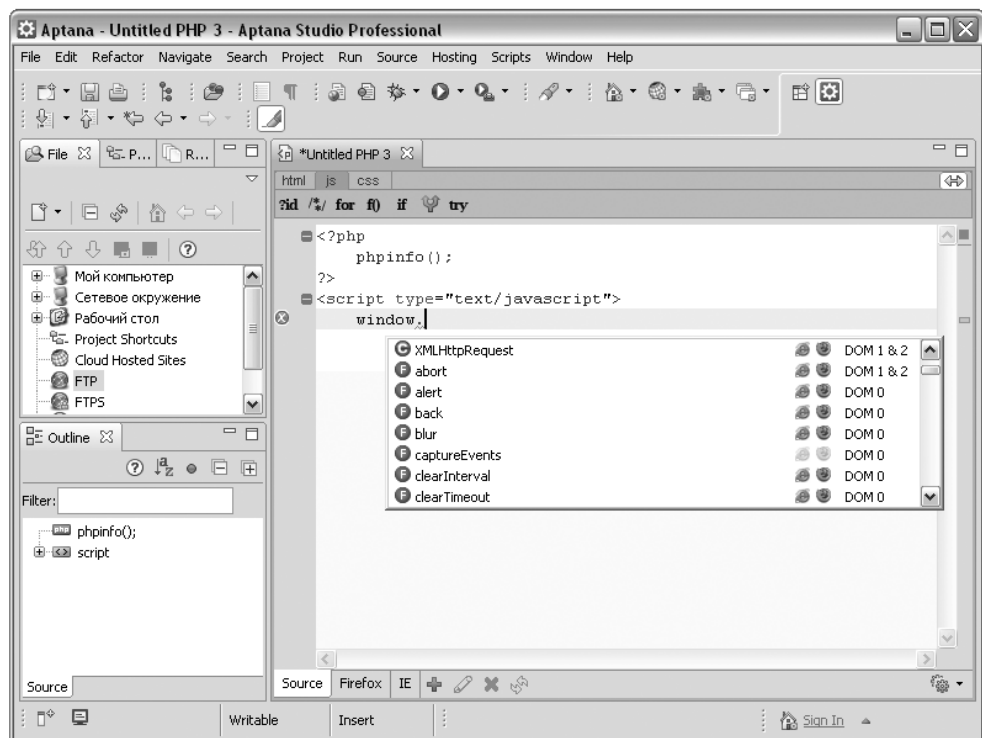 Aptana - Untitled PHP 3 - Aptana Studio Professional
File Edit Refactor Navigate Search Project Run Source Hosting Scripts Window Help
File P... R...
*Untitled PHP 3
html js css
?id /*/ for f() if try
Мой компьютер
Сетевое окружение
Рабочий стол
Project Shortcuts
Cloud Hosted Sites
FTP
FTPS
Outline
Filter:
phpinfo();
script
Source
<?php
phpinfo();
?>
<script type="text/javascript">
window.
XMLHttpRequest DOM 1 & 2
abort DOM 1 & 2
alert DOM 0
back DOM 0
blur DOM 0
captureEvents DOM 0
clearInterval DOM 0
clearTimeout DOM 0
Source Firefox IE
Writable Insert Sign In